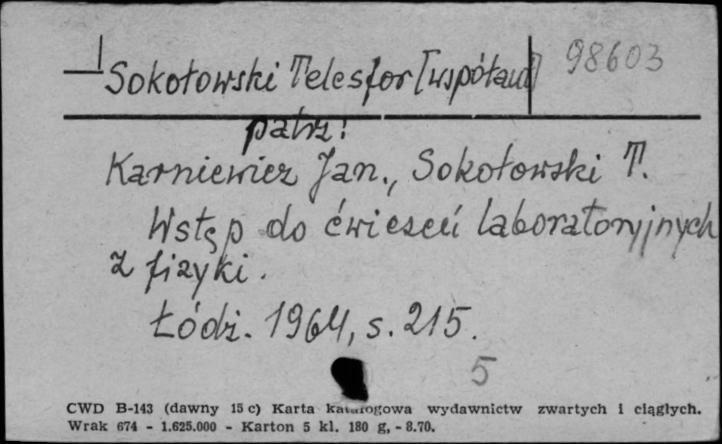 Sokołowski Telesfor [współaut] 98603
patrz:
Karniewicz Jan., Sokołowski T.
Wstęp do ćwiczeń laboratoryjnych
z fizyki.
Łódź. 1964, s. 215.
5
CWD B-143 (dawny 15 c) Karta katalogowa wydawnictw zwartych i ciągłych.
Wrak 674 - 1.625.000 - Karton 5 kl. 180 g, - 8.70.